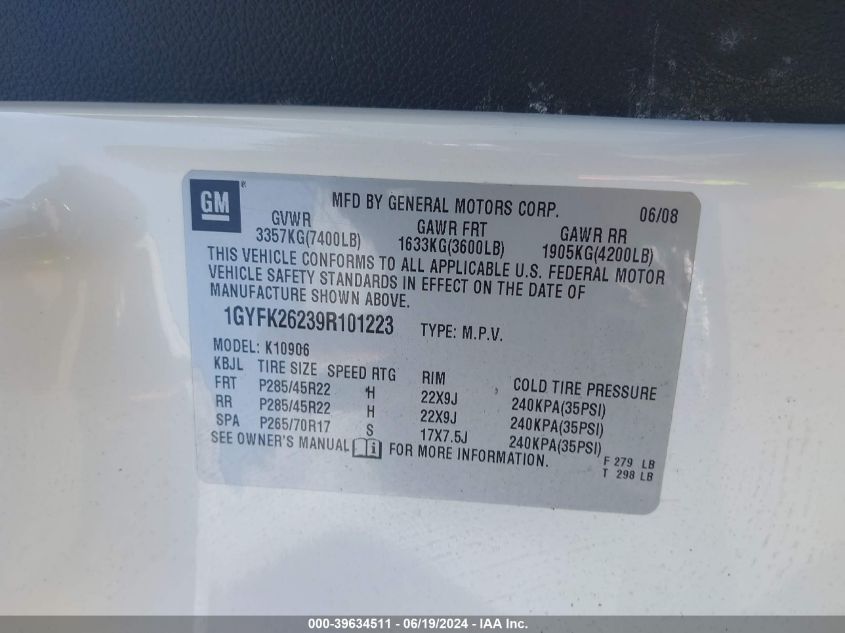 GM ®
MFD BY GENERAL MOTORS CORP. 06/08
GVWR GAWR FRT GAWR RR
3357KG(7400LB) 1633KG(3600LB) 1905KG(4200LB)
THIS VEHICLE CONFORMS TO ALL APPLICABLE U.S. FEDERAL MOTOR
VEHICLE SAFETY STANDARDS IN EFFECT ON THE DATE OF
MANUFACTURE SHOWN ABOVE.
1GYFK26239R101223 TYPE: M.P.V.
MODEL: K10906
KBJL TIRE SIZE SPEED RTG RIM COLD TIRE PRESSURE
FRT P285/45R22 H 22X9J 240KPA(35PSI)
RR P285/45R22 H 22X9J 240KPA(35PSI)
SPA P265/70R17 S 17X7.5J 240KPA(35PSI)
SEE OWNER'S MANUAL i FOR MORE INFORMATION.
F 279 LB
T 298 LB
000-39634511 - 06/19/2024 - IAA Inc.